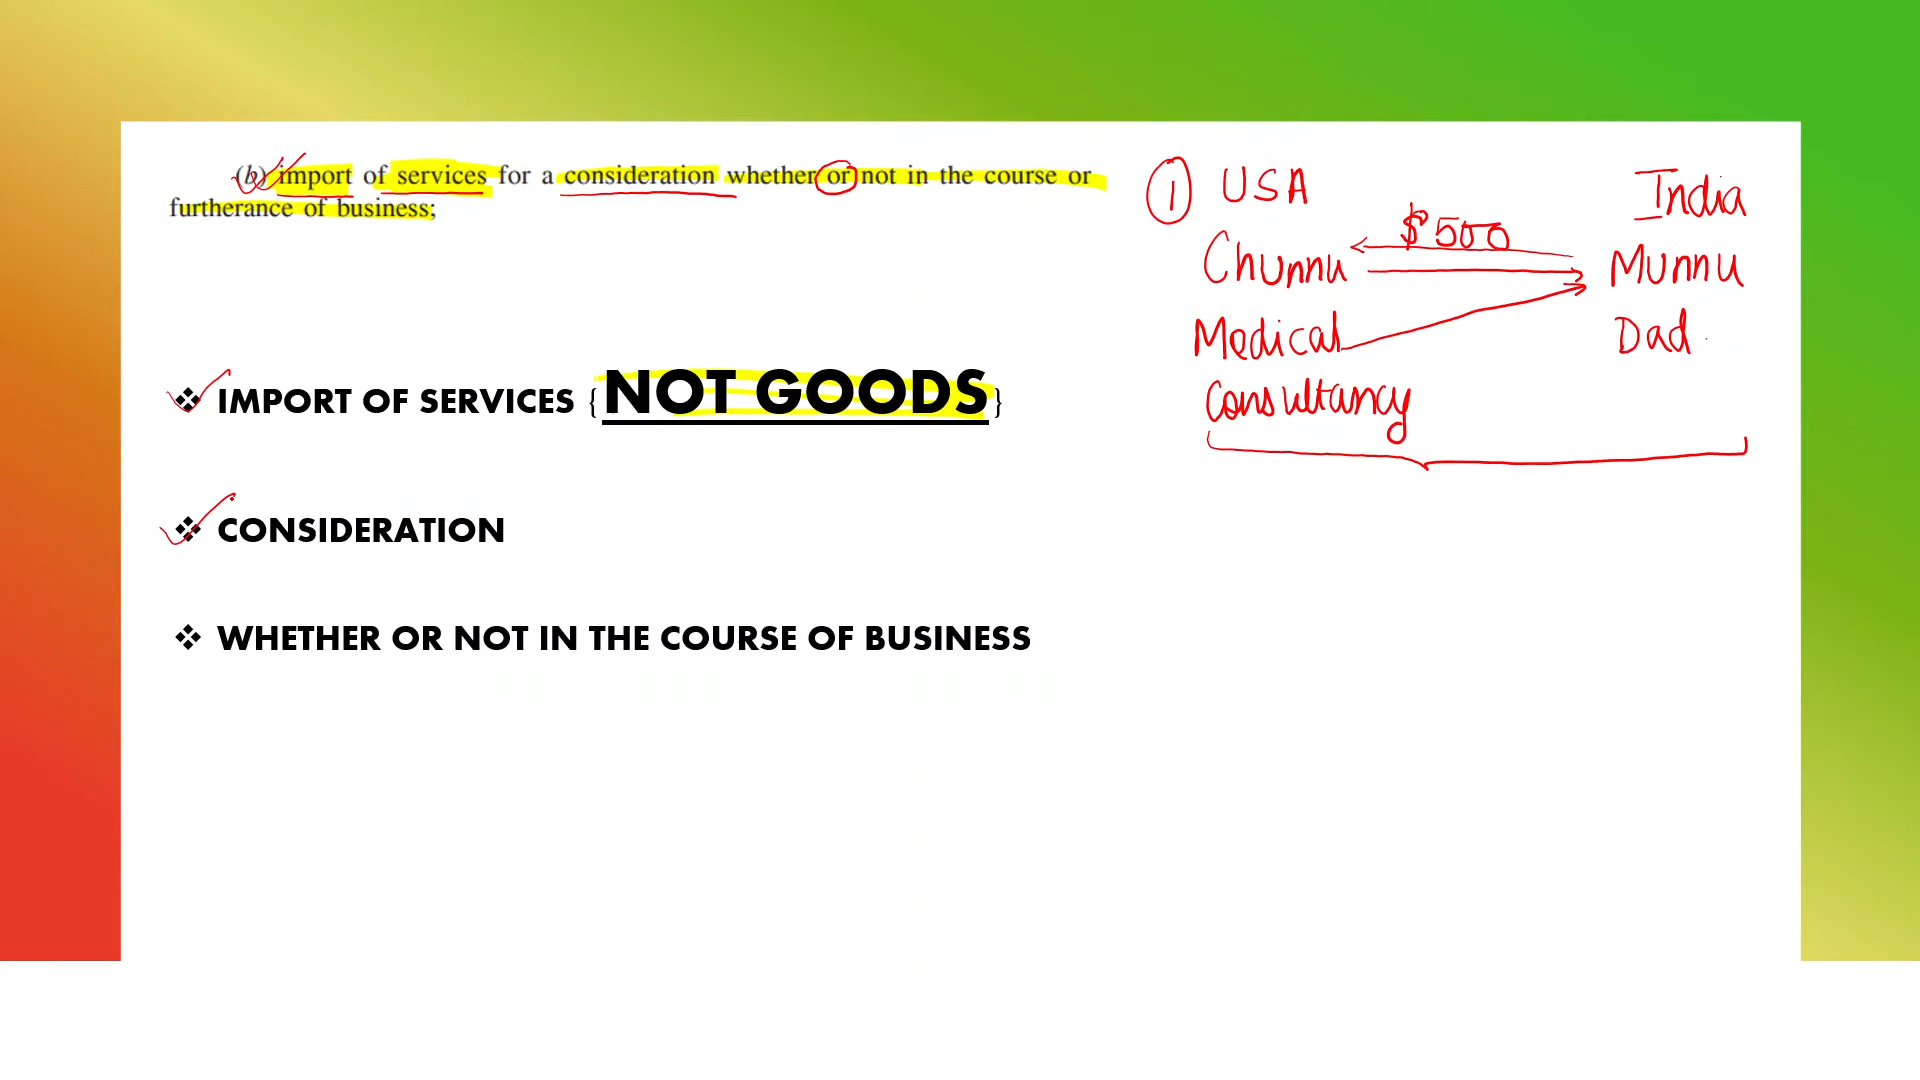 (b) import of services for a consideration whether or not in the course or
furtherance of business;
❖ IMPORT OF SERVICES {NOT GOODS}
❖ CONSIDERATION
❖ WHETHER OR NOT IN THE COURSE OF BUSINESS
1 USA India
$500
Chunnu Munnu
Medical Dad
Consultancy